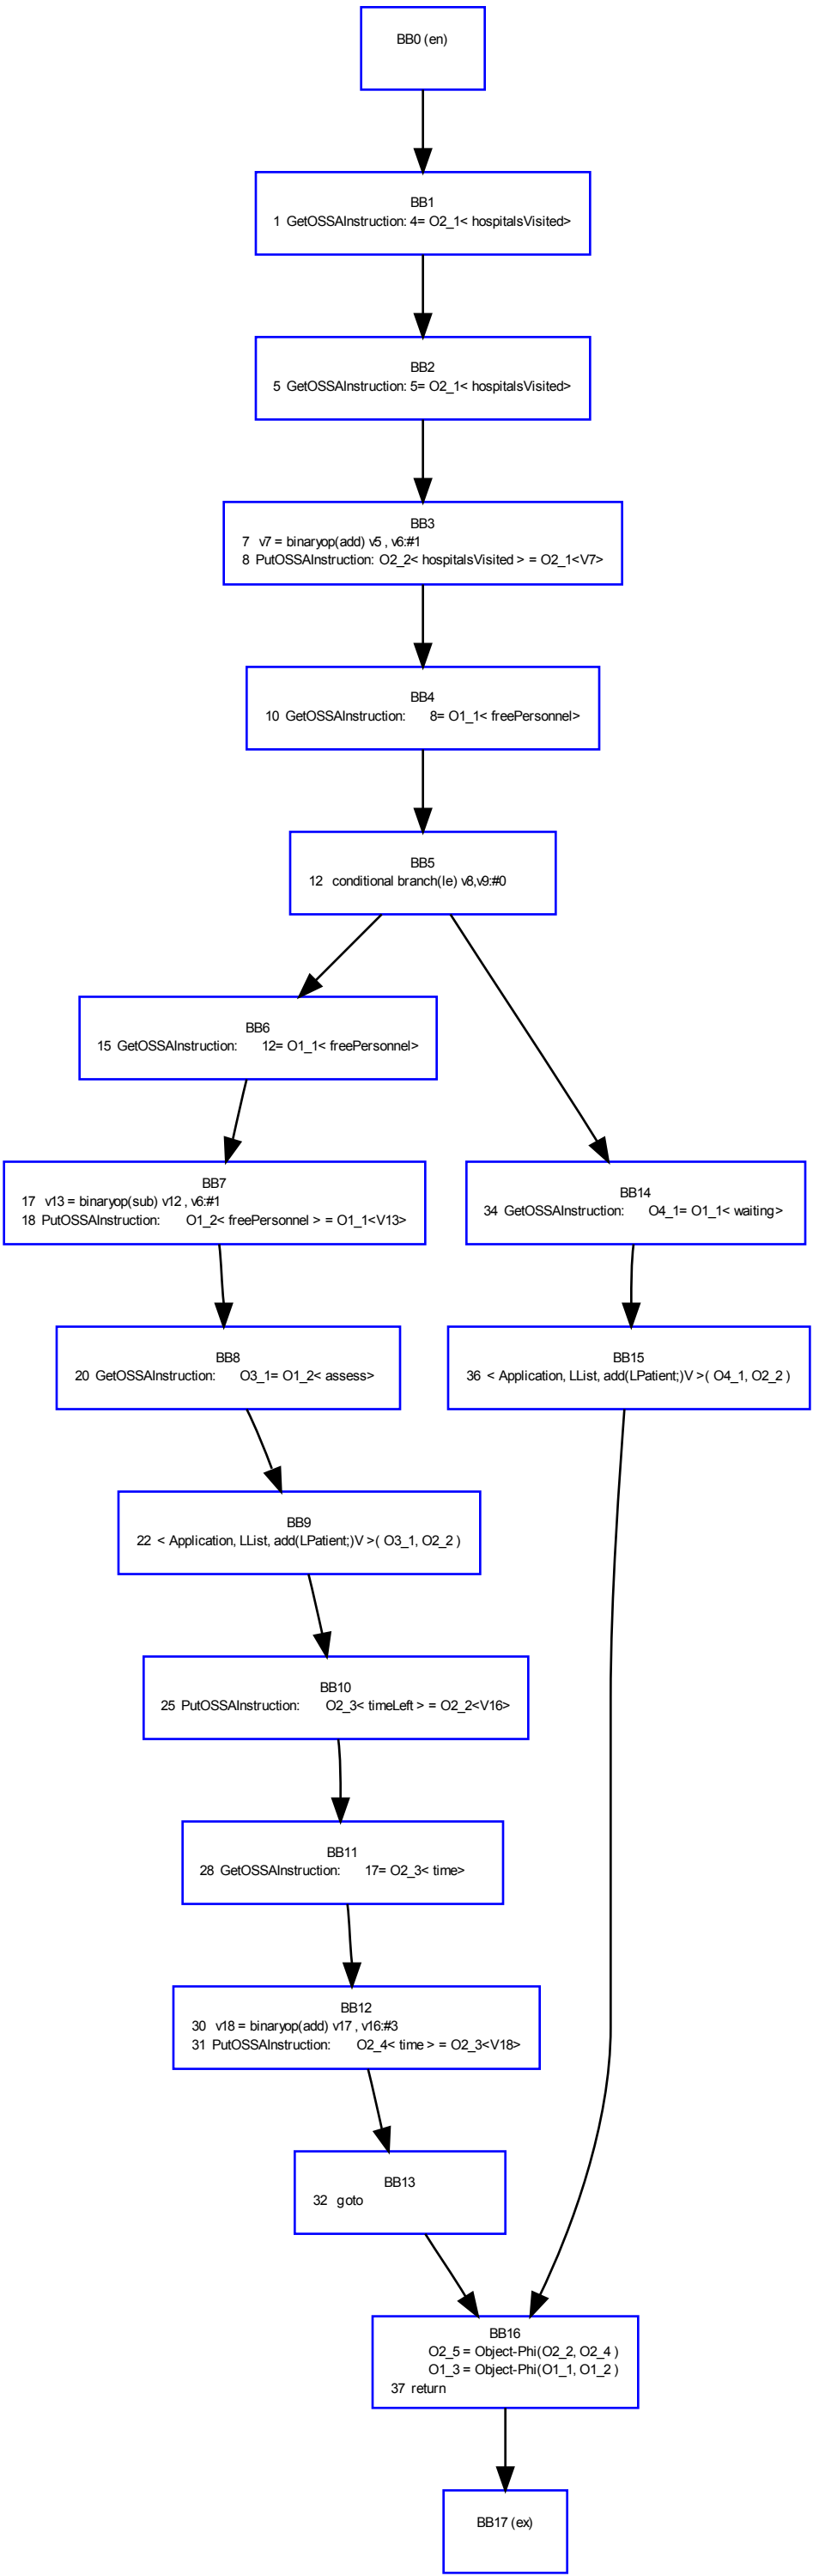 BB0 (en)
BB1
1 GetOSSAInstruction: 4= O2_1< hospitalsVisited>
BB2
5 GetOSSAInstruction: 5= O2_1< hospitalsVisited>
BB3
7 v7 = binaryop(add) v5 , v6:#1
8 PutOSSAInstruction: O2_2< hospitalsVisited > = O2_1<V7>
BB4
10 GetOSSAInstruction: 8= O1_1< freePersonnel>
BB5
12 conditional branch(le) v8,v9:#0
BB6
15 GetOSSAInstruction: 12= O1_1< freePersonnel>
BB7
17 v13 = binaryop(sub) v12 , v6:#1
18 PutOSSAInstruction: O1_2< freePersonnel > = O1_1<V13>
BB14
34 GetOSSAInstruction: O4_1= O1_1< waiting>
BB8
20 GetOSSAInstruction: O3_1= O1_2< assess>
BB15
36 < Application, LList, add(LPatient;)V >( O4_1, O2_2 )
BB9
22 < Application, LList, add(LPatient;)V >( O3_1, O2_2 )
BB10
25 PutOSSAInstruction: O2_3< timeLeft > = O2_2<V16>
BB11
28 GetOSSAInstruction: 17= O2_3< time>
BB12
30 v18 = binaryop(add) v17 , v16:#3
31 PutOSSAInstruction: O2_4< time > = O2_3<V18>
BB13
32 goto
BB16
O2_5 = Object-Phi(O2_2, O2_4 )
O1_3 = Object-Phi(O1_1, O1_2 )
37 return
BB17 (ex)